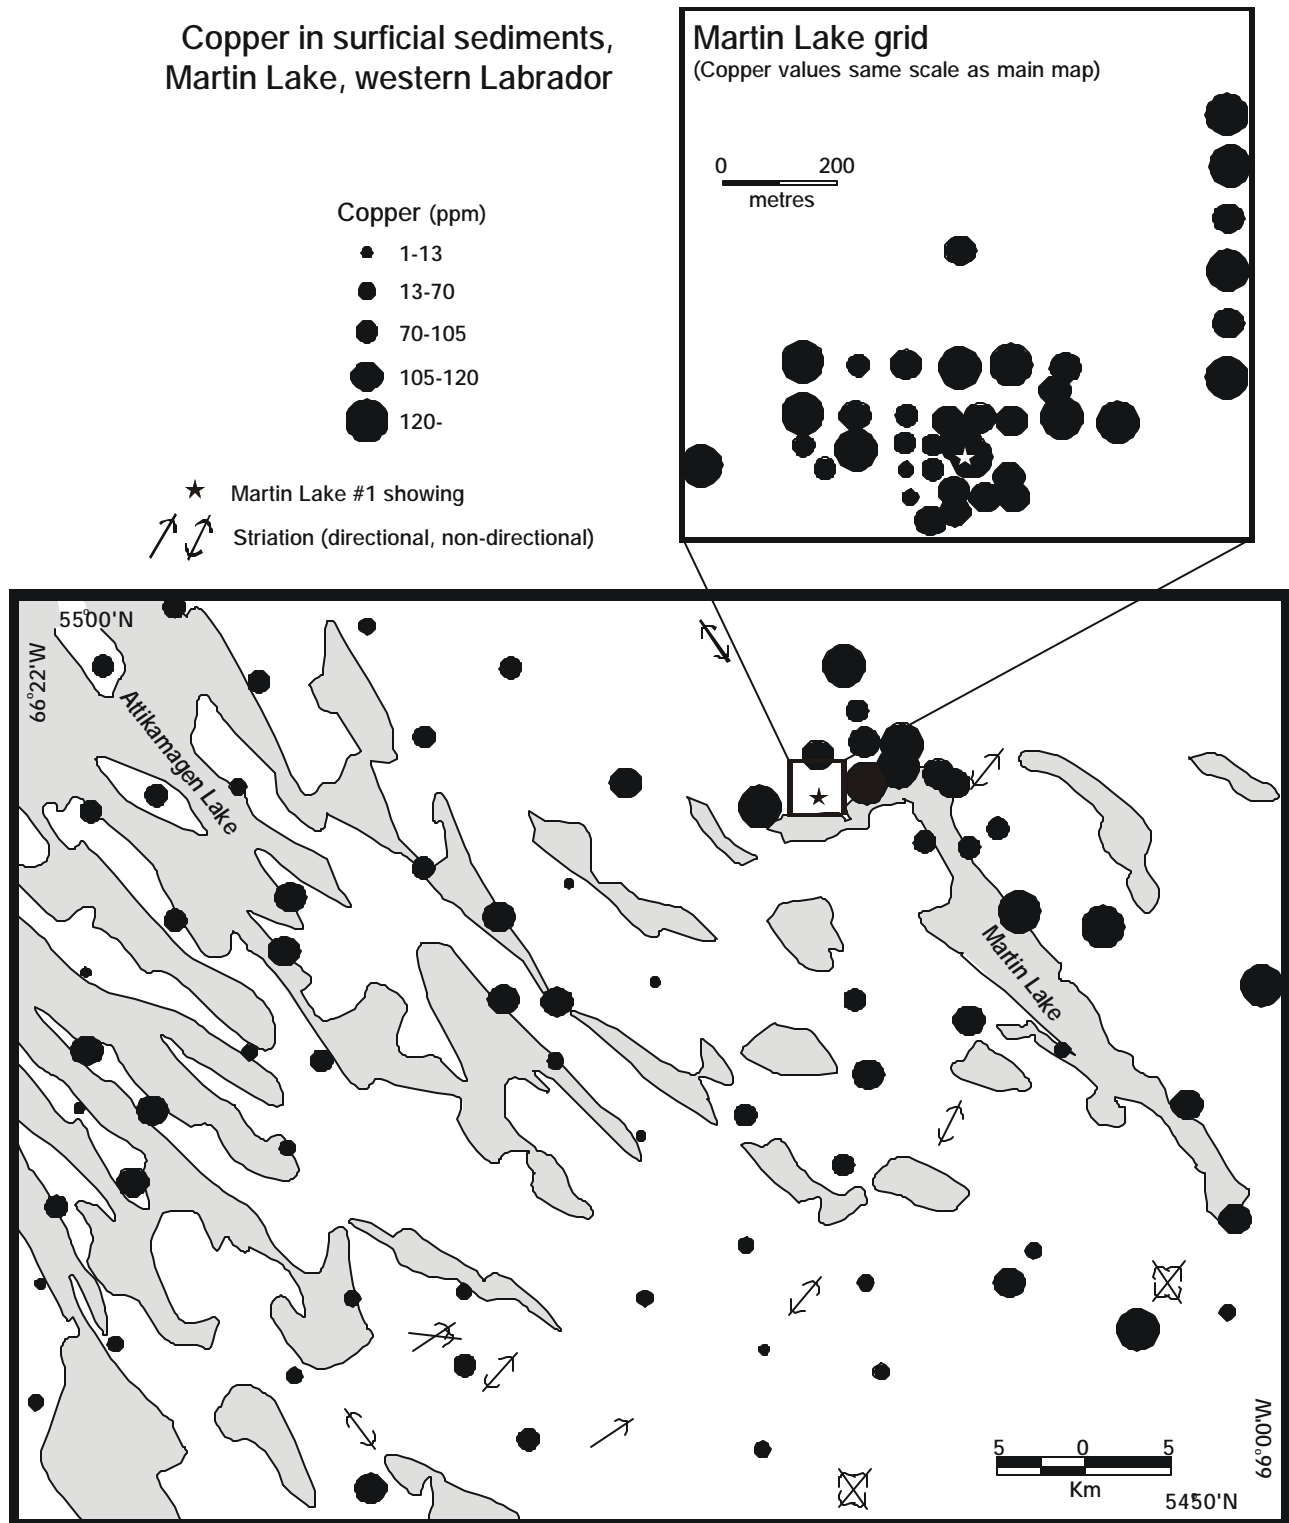 Copper in surficial sediments,
Martin Lake, western Labrador
Martin Lake grid
(Copper values same scale as main map)
0 200
metres
Copper (ppm)
1-13
13-70
70-105
105-120
120-
Martin Lake #1 showing
Striation (directional, non-directional)
55°00'N
66°22'W
Attikamagen Lake
Martin Lake
5 0 5
Km
66°00'W
54°50'N